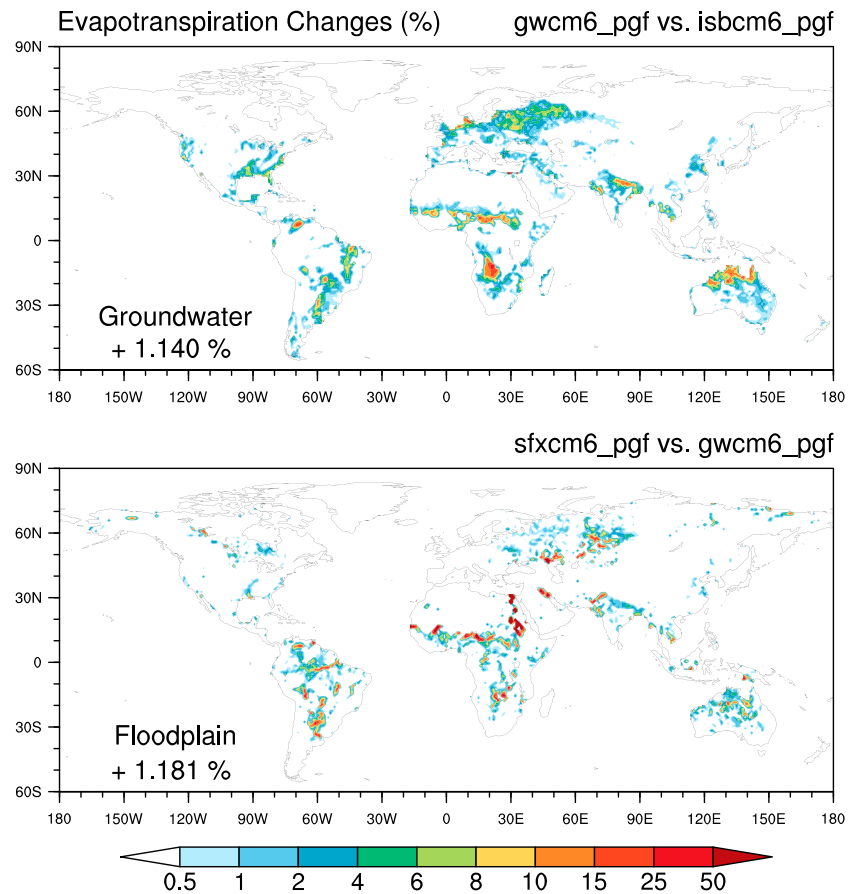 Evapotranspiration Changes (%) gwcm6_pgf vs. isbcm6_pgf
90N
60N
30N
0
30S
60S
Groundwater
+ 1.140 %
180 150W 120W 90W 60W 30W 0 30E 60E 90E 120E 150E 180
sfxcm6_pgf vs. gwcm6_pgf
90N
60N
30N
0
30S
60S
Floodplain
+ 1.181 %
180 150W 120W 90W 60W 30W 0 30E 60E 90E 120E 150E 180
0.5 1 2 4 6 8 10 15 25 50